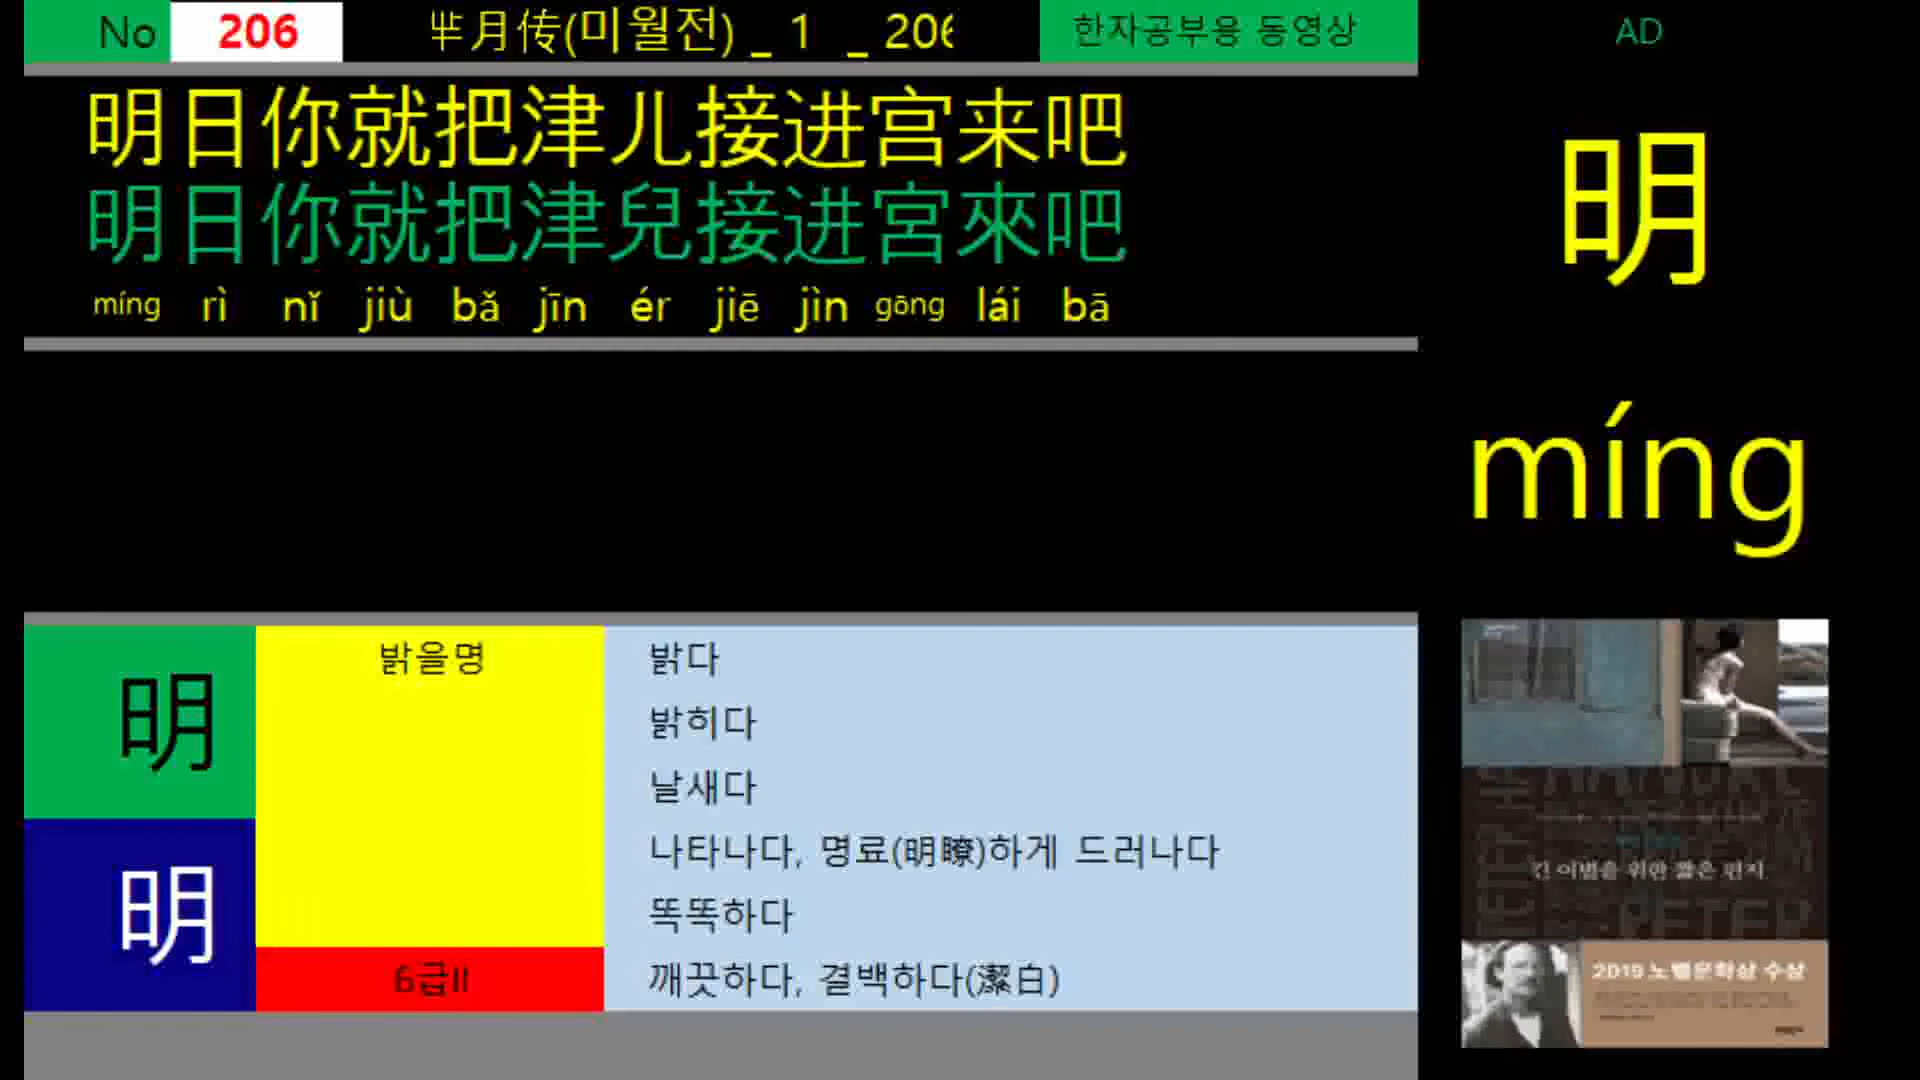 No 206 芈月传(미월전) _ 1 _ 206 한자공부용 동영상 AD
明日你就把津儿接进宫来吧
明日你就把津兒接进宮來吧
míng rì nǐ jiù bǎ jīn ér jiē jìn gōng lái bā
明
míng
明
밝을명
밝다
밝히다
날새다
明
나타나다, 명료(明瞭)하게 드러나다
똑똑하다
6급II
깨끗하다, 결백하다(潔白)
긴 이별을 위한 짧은 편지
PETER
2019 노벨문학상 수상